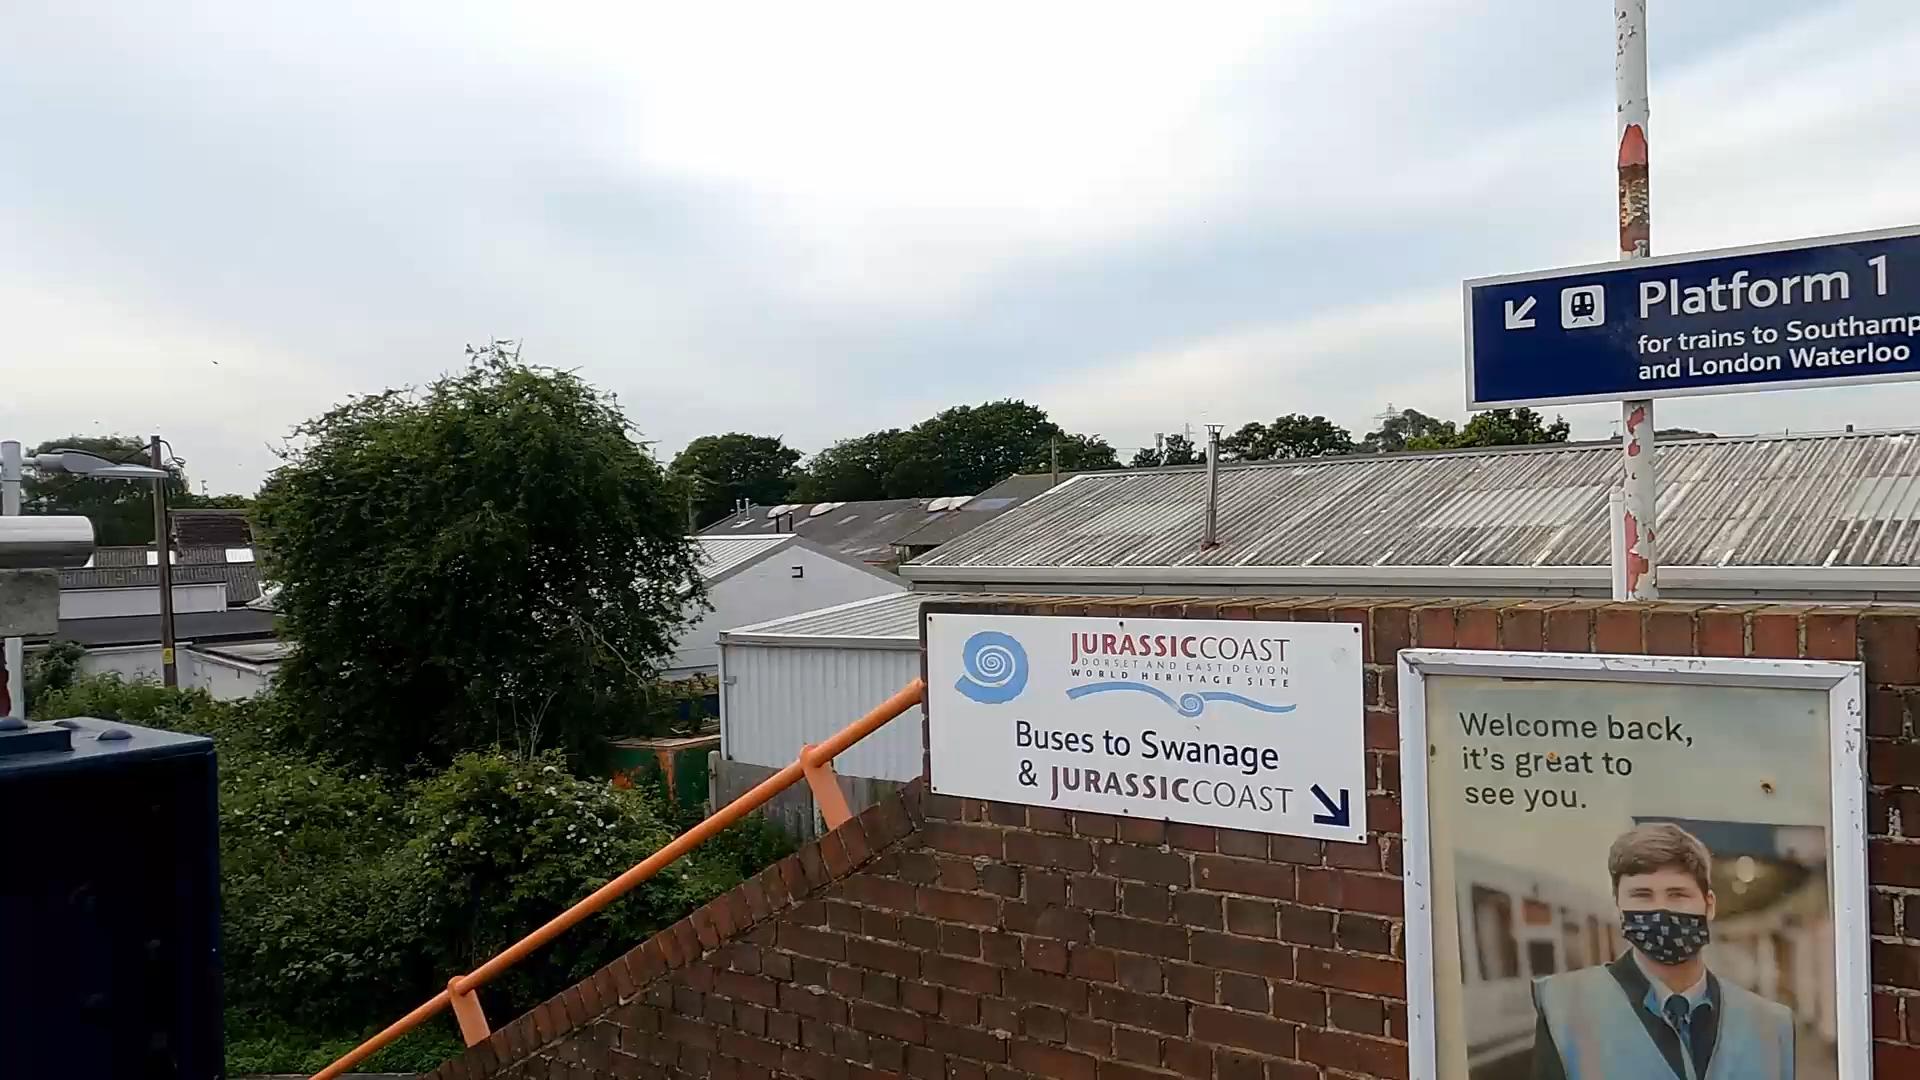 Platform 1
for trains to Southamp
and London Waterloo
JURASSICCOAST
DORSET AND EAST DEVON
WORLD HERITAGE SITE
Buses to Swanage
& JURASSICCOAST
Welcome back,
it's great to
see you.